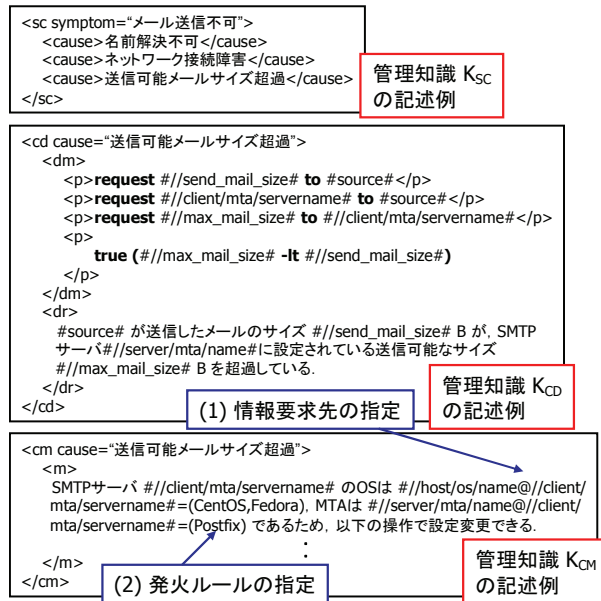 <sc symptom=“メール送信不可”>
<cause>名前解決不可</cause>
<cause>ネットワーク接続障害</cause>
<cause>送信可能メールサイズ超過</cause>
</sc>
管理知識 KSC
の記述例
<cd cause=“送信可能メールサイズ超過”>
<dm>
<p>request #//send_mail_size# to #source#</p>
<p>request #//client/mta/servername# to #source#</p>
<p>request #//max_mail_size# to #//client/mta/servername#</p>
<p>
true (#//max_mail_size# -lt #//send_mail_size#)
</p>
</dm>
<dr>
#source# が送信したメールのサイズ #//send_mail_size# B が，SMTP
サーバ#//server/mta/name#に設定されている送信可能なサイズ
#//max_mail_size# B を超過している．
</dr>
</cd>
管理知識 KCD
の記述例
(1) 情報要求先の指定
<cm cause=“送信可能メールサイズ超過”>
<m>
SMTPサーバ #//client/mta/servername# のOSは #//host/os/name@//client/
mta/servername#=(CentOS,Fedora)，MTAは #//server/mta/name@//client/
mta/servername#=(Postfix) であるため，以下の操作で設定変更できる．
：
</m>
</cm>
管理知識 KCM
の記述例
(2) 発火ルールの指定